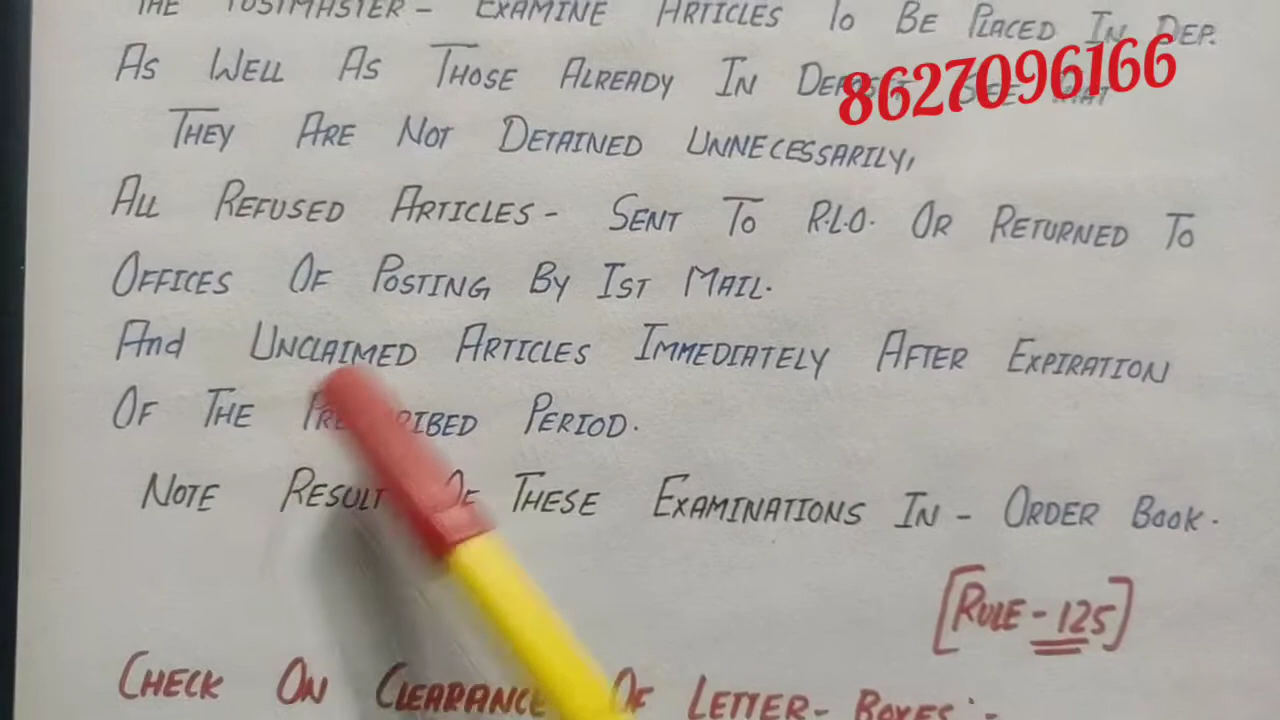 THE POSTMASTER - EXAMINE ARTICLES TO BE PLACED IN DEP.
AS WELL AS THOSE ALREADY IN SEE
8627096166
THEY ARE NOT DETAINED UNNECESSARILY,
ALL REFUSED ARTICLES - SENT TO R.L.O. OR RETURNED TO
OFFICES OF POSTING BY IST MAIL.
And UNCLAIMED ARTICLES IMMEDIATELY AFTER EXPIRATION
OF THE PERIOD.
NOTE RESULT OF THESE EXAMINATIONS IN - ORDER BOOK.
[RULE - 125]
CHECK ON CLEARANCE OF LETTER - BOXES :-